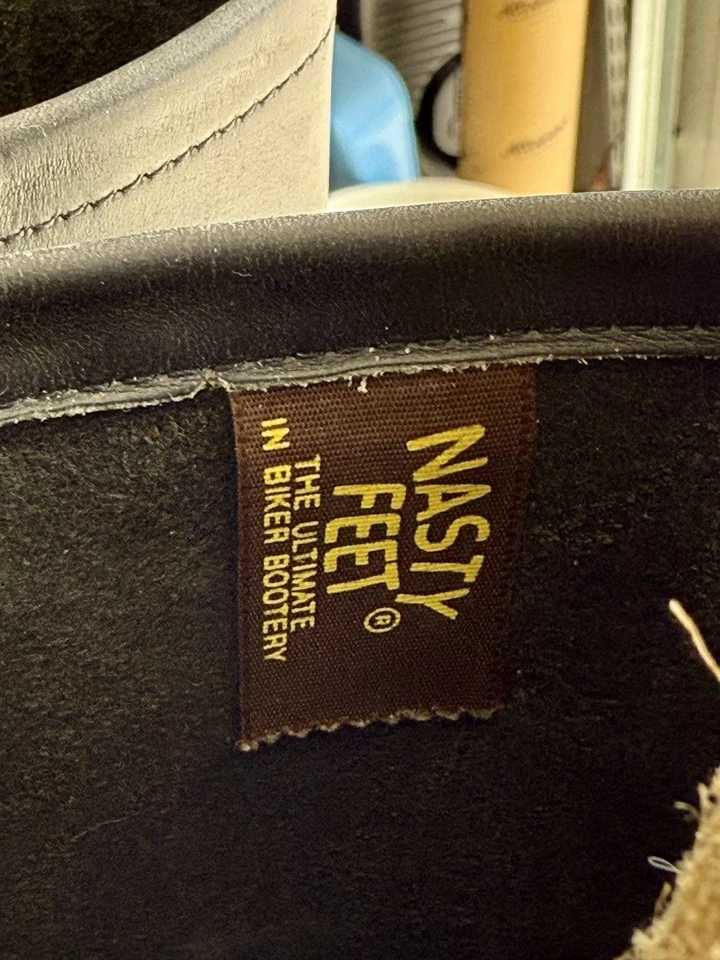 NASTY
FEET®
THE ULTIMATE
IN BIKER BOOTERY